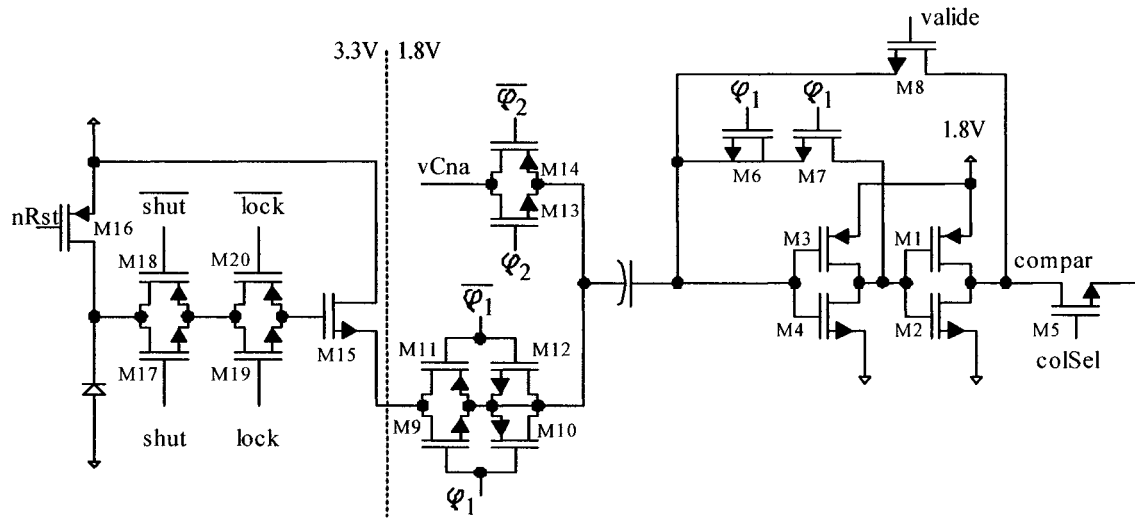 valide
3.3V 1.8V
M8
φ̅2
φ1 φ1
1.8V
vCna M14
M6 M7
nRst M16 s̅h̅u̅t̅ l̅o̅c̅k̅
M13
M18 M20
φ2
M3 M1
compar
φ̅1
M4 M2 M5
M15
M11 M12
colSel
M17 M19
M9 M10
shut lock
φ1